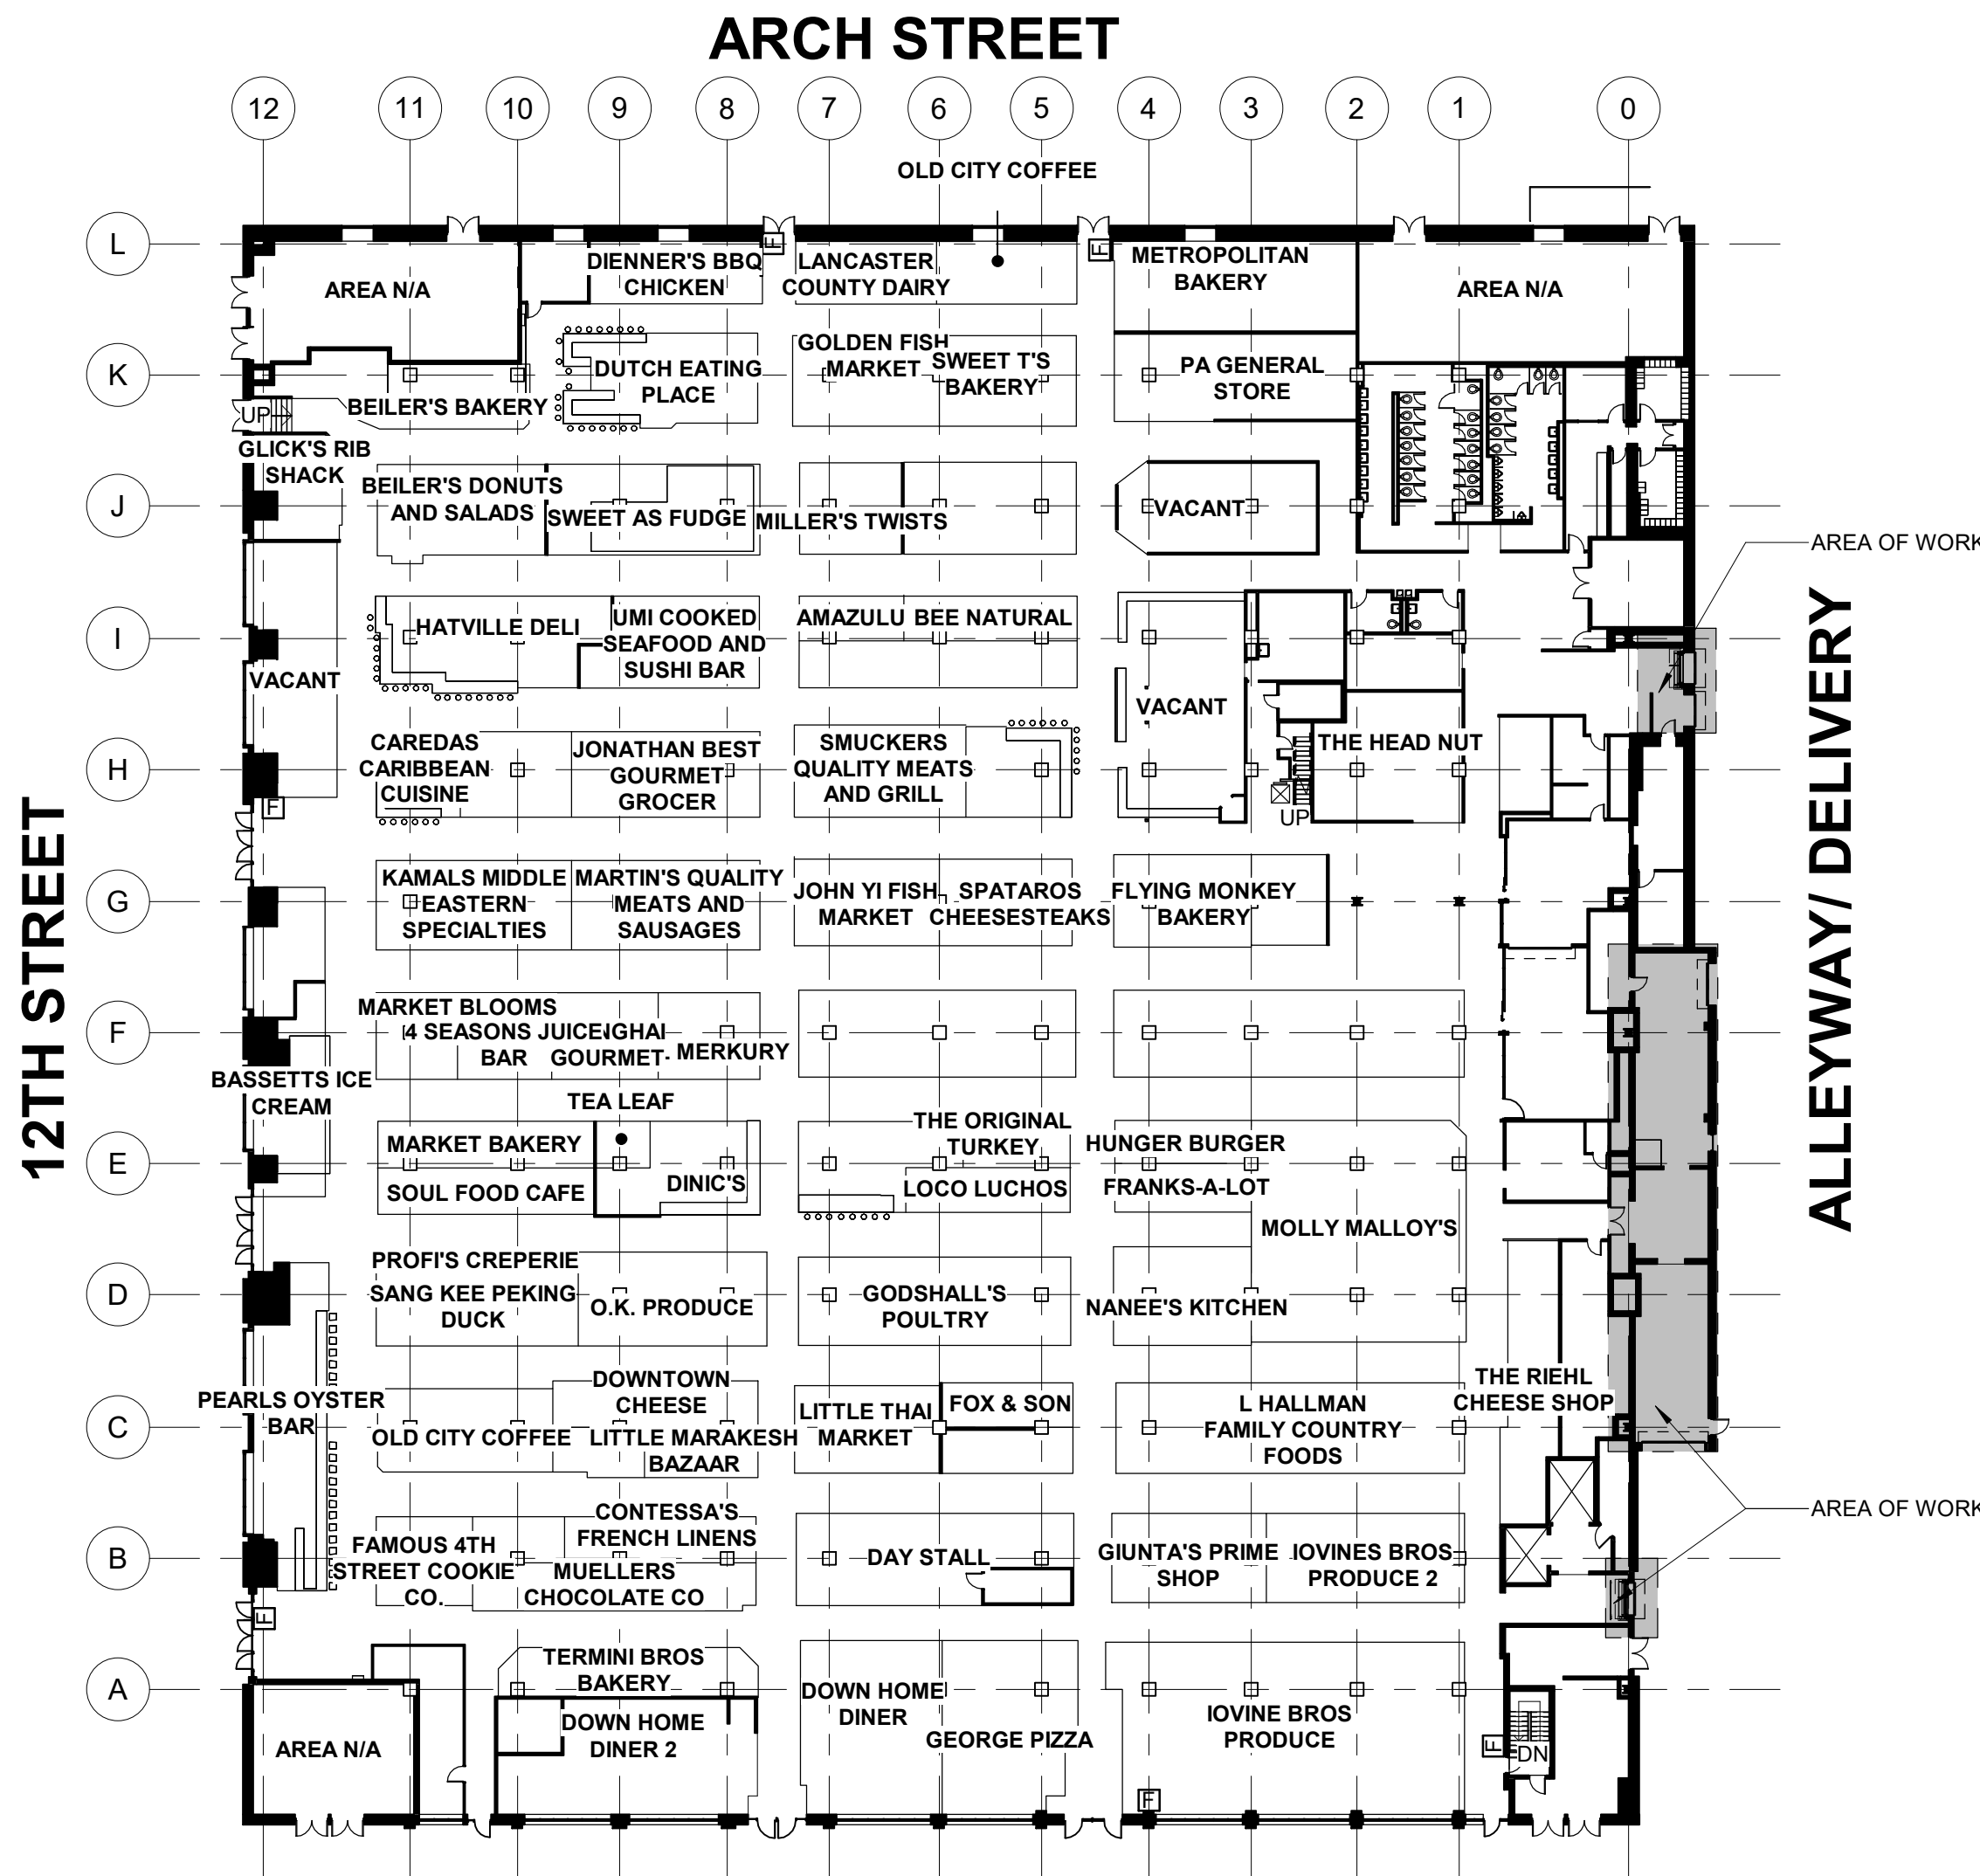 ARCH STREET
12
11
10
9
8
7
6
5
4
3
2
1
0
OLD CITY COFFEE
L
F
F
DIENNER'S BBQ
CHICKEN
LANCASTER
COUNTY DAIRY
METROPOLITAN
BAKERY
AREA N/A
AREA N/A
K
GOLDEN FISH
MARKET
SWEET T'S
BAKERY
DUTCH EATING
PLACE
PA GENERAL
STORE
BEILER'S BAKERY
UP
GLICK'S RIB
SHACK
J
BEILER'S DONUTS
AND SALADS
SWEET AS FUDGE
MILLER'S TWISTS
VACANT
AREA OF WORK
I
HATVILLE DELI
UMI COOKED
SEAFOOD AND
SUSHI BAR
AMAZULU
BEE NATURAL
VACANT
VACANT
12TH STREET
ALLEYWAY/ DELIVERY
H
CAREDAS
CARIBBEAN
CUISINE
JONATHAN BEST
GOURMET
GROCER
SMUCKERS
QUALITY MEATS
AND GRILL
THE HEAD NUT
UP
F
G
KAMALS MIDDLE
EASTERN
SPECIALTIES
MARTIN'S QUALITY
MEATS AND
SAUSAGES
JOHN YI FISH
MARKET
SPATAROS
CHEESESTEAKS
FLYING MONKEY
BAKERY
F
MARKET BLOOMS
4 SEASONS JUICE
BAR
GOURMET
MERKURY
BASSETTS ICE
CREAM
TEA LEAF
E
MARKET BAKERY
SOUL FOOD CAFE
DINIC'S
THE ORIGINAL
TURKEY
LOCO LUCHOS
HUNGER BURGER
FRANKS-A-LOT
MOLLY MALLOY'S
D
PROFI'S CREPERIE
SANG KEE PEKING
DUCK
O.K. PRODUCE
GODSHALL'S
POULTRY
NANEE'S KITCHEN
C
PEARLS OYSTER
BAR
OLD CITY COFFEE
DOWNTOWN
CHEESE
LITTLE MARAKESH
BAZAAR
LITTLE THAI
MARKET
FOX & SON
L HALLMAN
FAMILY COUNTRY
FOODS
THE RIEHL
CHEESE SHOP
AREA OF WORK
B
FAMOUS 4TH
STREET COOKIE
CO.
CONTESSA'S
FRENCH LINENS
MUELLERS
CHOCOLATE CO
DAY STALL
GIUNTA'S PRIME
SHOP
IOVINES BROS
PRODUCE 2
F
A
TERMINI BROS
BAKERY
DOWN HOME
DINER 2
DOWN HOME
DINER
GEORGE PIZZA
IOVINE BROS
PRODUCE
AREA N/A
F
DN
F